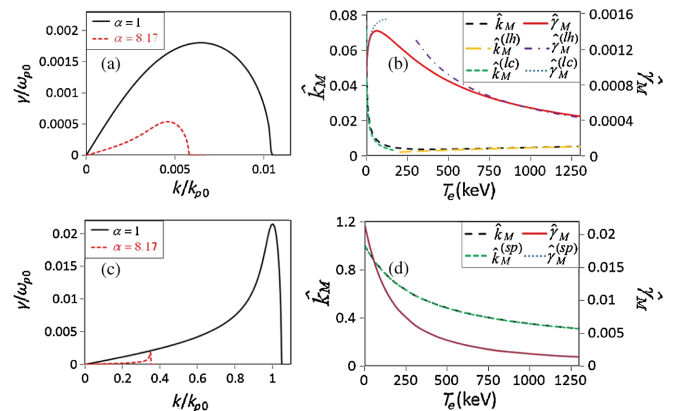 α = 1
α = 8.17
(a)
0.002
0.0015
0.001
0.0005
0
γ/ω_p0
0 0.005 0.01
k/k_p0
k̂_M γ̂_M
k̂_M^(lh) γ̂_M^(lh)
k̂_M^(lc) γ̂_M^(lc)
(b)
0.08
0.06
0.04
0.02
0
k̂_M
0.0016
0.0012
0.0008
0.0004
0
γ̂_M
0 250 500 750 1000 1250
T_e(keV)
α = 1
α = 8.17
(c)
0.02
0.015
0.01
0.005
0
γ/ω_p0
0 0.2 0.4 0.6 0.8 1
k/k_p0
k̂_M γ̂_M
k̂_M^(sp) γ̂_M^(sp)
(d)
1.2
0.8
0.4
0
k̂_M
0.02
0.015
0.01
0.005
0
γ̂_M
0 250 500 750 1000 1250
T_e(keV)